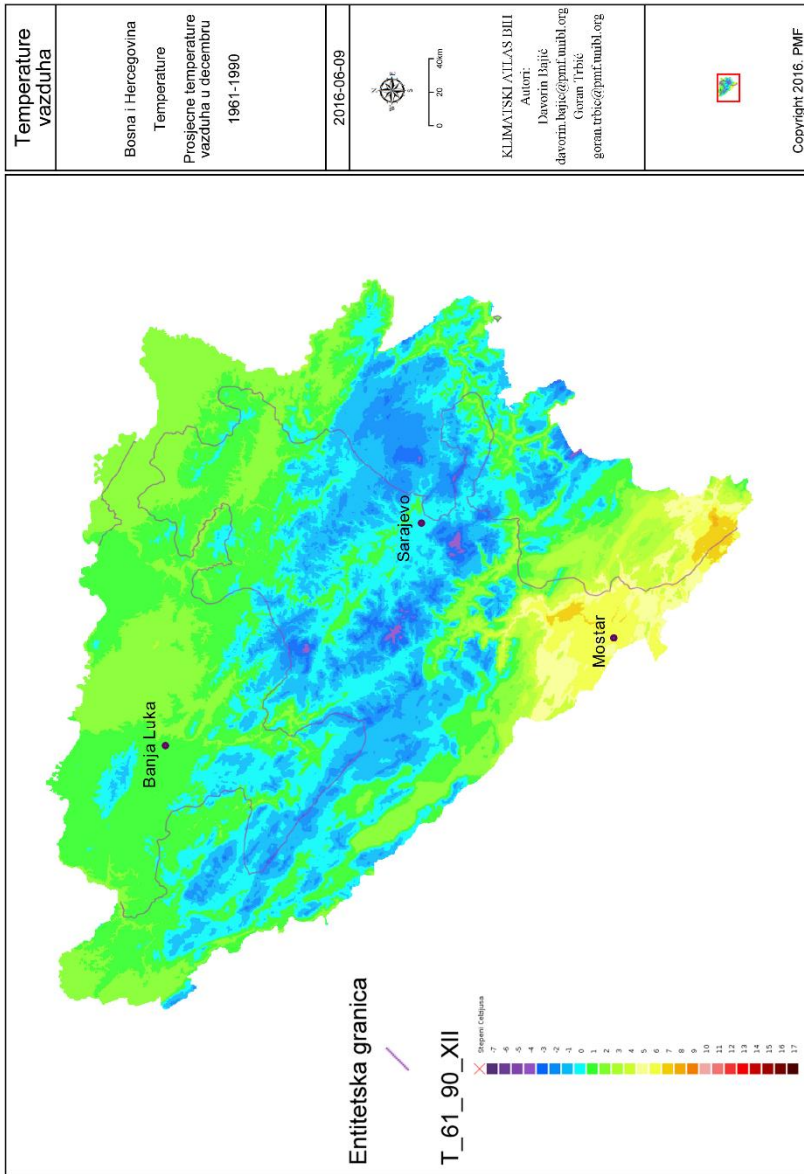 Temperature
vazduha
Bosna i Hercegovina
Temperature
Prosjecne temperature
vazduha u decembru
1961-1990
2016-06-09
N
E
S
0 20 40km
KLIMATSKI ATLAS BIH
Autori:
Davorin Bajić
davorin.bajic@pmf.unibl.org
Goran Trbić
goran.trbic@pmf.unibl.org
Copyright 2016. PMF
Banja Luka
Sarajevo
Mostar
Entitetska granica
T_61_90_XII
Stepeni Celzijusa
-7
-6
-5
-4
-3
-2
-1
0
1
2
3
4
5
6
7
8
9
10
11
12
13
14
15
16
17